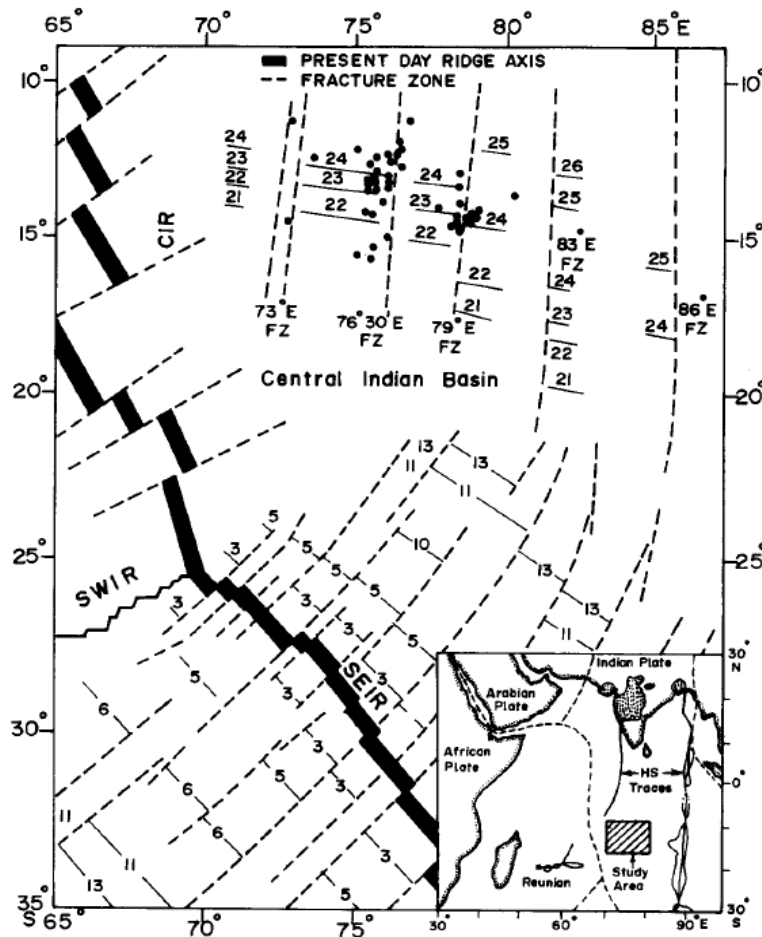 70° 75° 80° 85°E
PRESENT DAY RIDGE AXIS
FRACTURE ZONE
10° 10°
24 23 22 21
24 23 22
25 24 23 22
26 25
24
CIR
15° 15°
83 E FZ
25
24 23 22 21
22 21
73 E FZ
76 30 E FZ
79 E FZ
86 E FZ
24
Central Indian Basin
20° 20°
13 13
11 11
5 5
3 3
10
25° 25°
SWIR
3
5 5
13 13
3 3
11
5
SEIR
5
6
30°
3 3
5
6 6
3
11 11
13
3
5
35° S
65° 70° 75°
30° N
Indian Plate
Arabian Plate
African Plate
HS Traces
0°
Study Area
Reunion
30° S
30° 60° 90°E